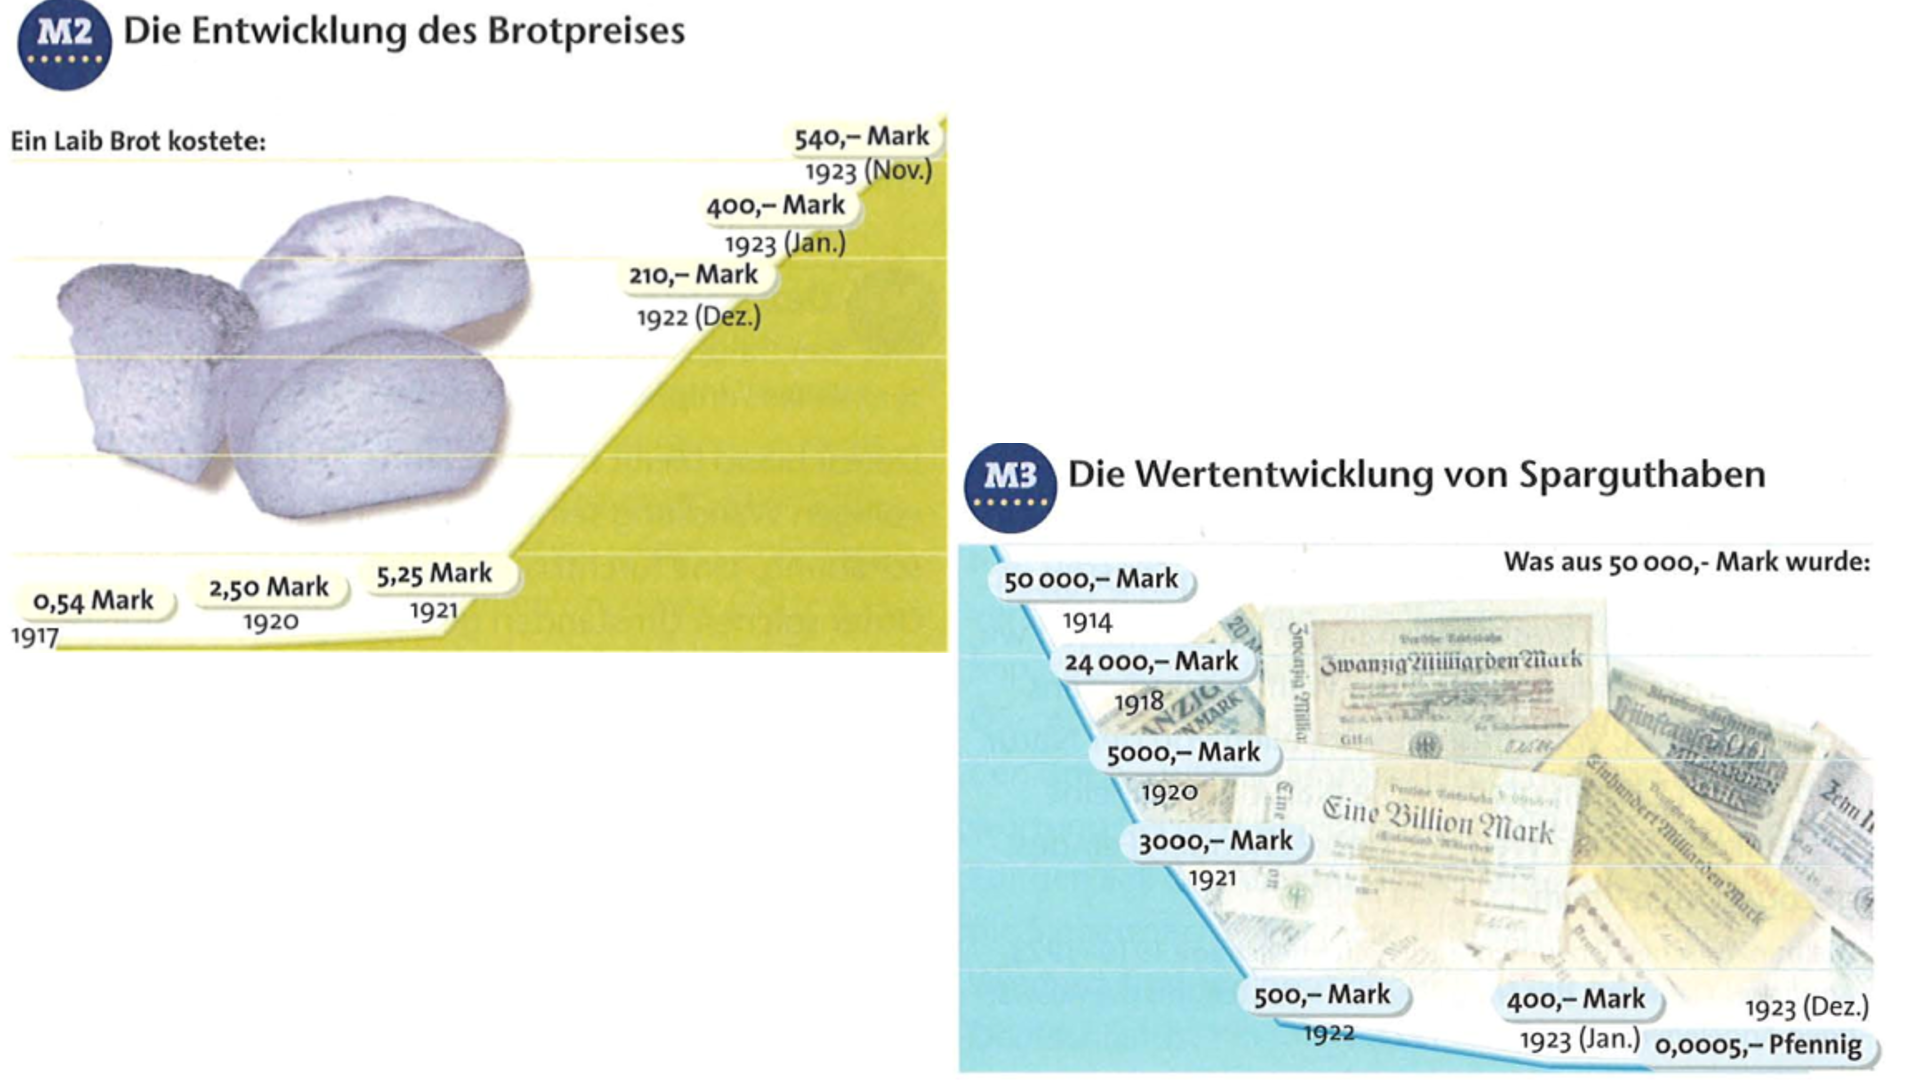 M2 Die Entwicklung des Brotpreises
Ein Laib Brot kostete:
540,– Mark
1923 (Nov.)
400,– Mark
1923 (Jan.)
210,– Mark
1922 (Dez.)
5,25 Mark
1921
2,50 Mark
1920
0,54 Mark
1917
M3 Die Wertentwicklung von Sparguthaben
Was aus 50 000,- Mark wurde:
50 000,– Mark
1914
24 000,– Mark
1918
5000,– Mark
1920
3000,– Mark
1921
500,– Mark
1922
400,– Mark
1923 (Jan.)
1923 (Dez.)
0,0005,– Pfennig
Zwanzig Milliarden Mark
Eine Billion Mark
Einhundert Milliarden Mark